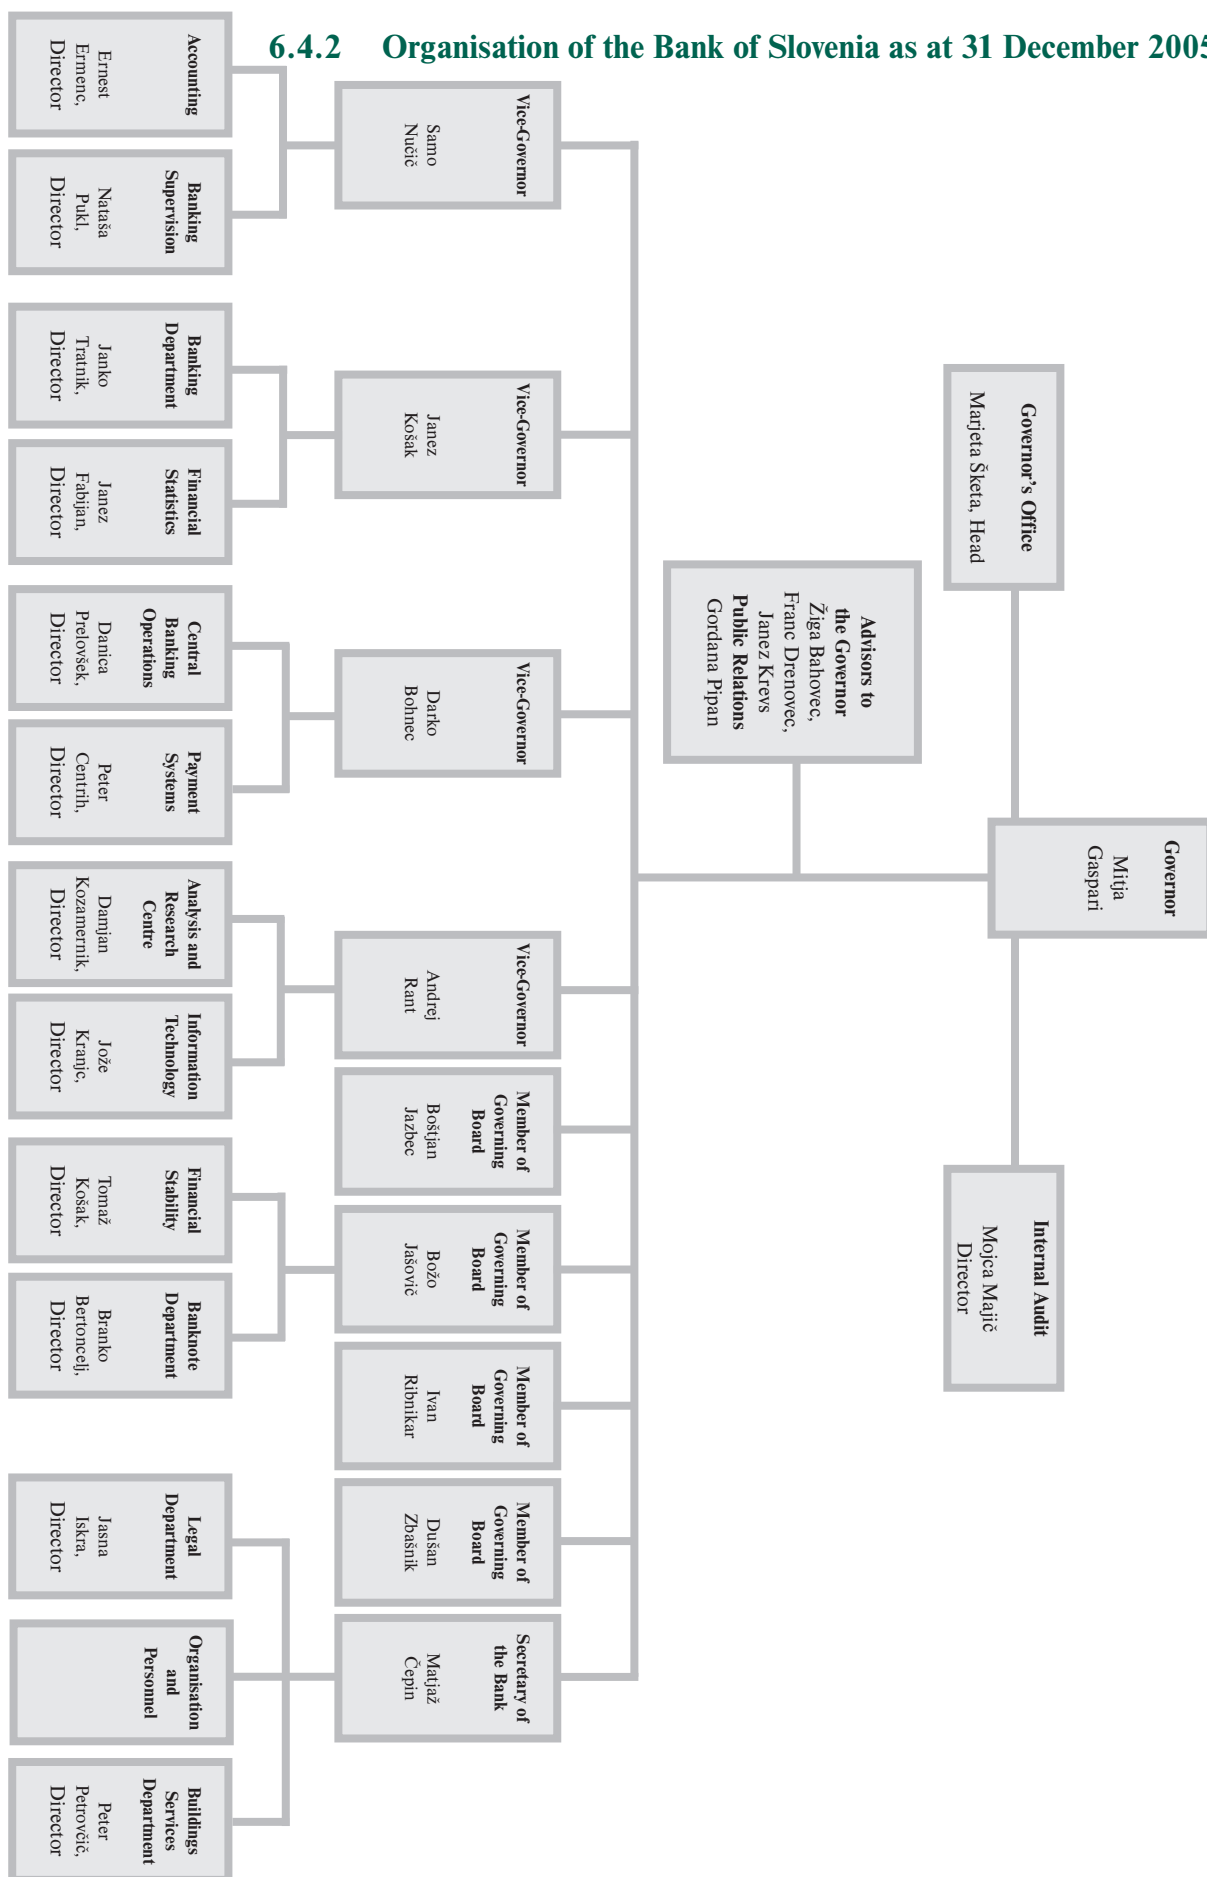 6.4.2 Organisation of the Bank of Slovenia as at 31 December 2005
Governor
Mitja
Gaspari
Governor's Office
Marjeta Šketa, Head
Internal Audit
Mojca Majič
Director
Advisors to
the Governor
Žiga Bahovec,
Franc Drenovec,
Janez Krevs
Public Relations
Gordana Pipan
Vice-Governor
Samo
Nučič
Vice-Governor
Janez
Košak
Vice-Governor
Darko
Bohnec
Vice-Governor
Andrej
Rant
Member of
Governing
Board
Boštjan
Jazbec
Member of
Governing
Board
Božo
Jašovič
Member of
Governing
Board
Ivan
Ribnikar
Member of
Governing
Board
Dušan
Zbašnik
Secretary of
the Bank
Matjaž
Čepin
Accounting
Ernest
Ermenc,
Director
Banking
Supervision
Nataša
Pukl,
Director
Banking
Department
Janko
Tratnik,
Director
Financial
Statistics
Janez
Fabijan,
Director
Central
Banking
Operations
Danica
Prelovšek,
Director
Payment
Systems
Peter
Centrih,
Director
Analysis and
Research
Centre
Damjan
Kozamernik,
Director
Information
Technology
Jože
Kranjc,
Director
Financial
Stability
Tomaž
Košak,
Director
Banknote
Department
Branko
Bertoncelj,
Director
Legal
Department
Jasna
Iskra,
Director
Organisation
and
Personnel
Buildings
Services
Department
Peter
Petrovčič,
Director